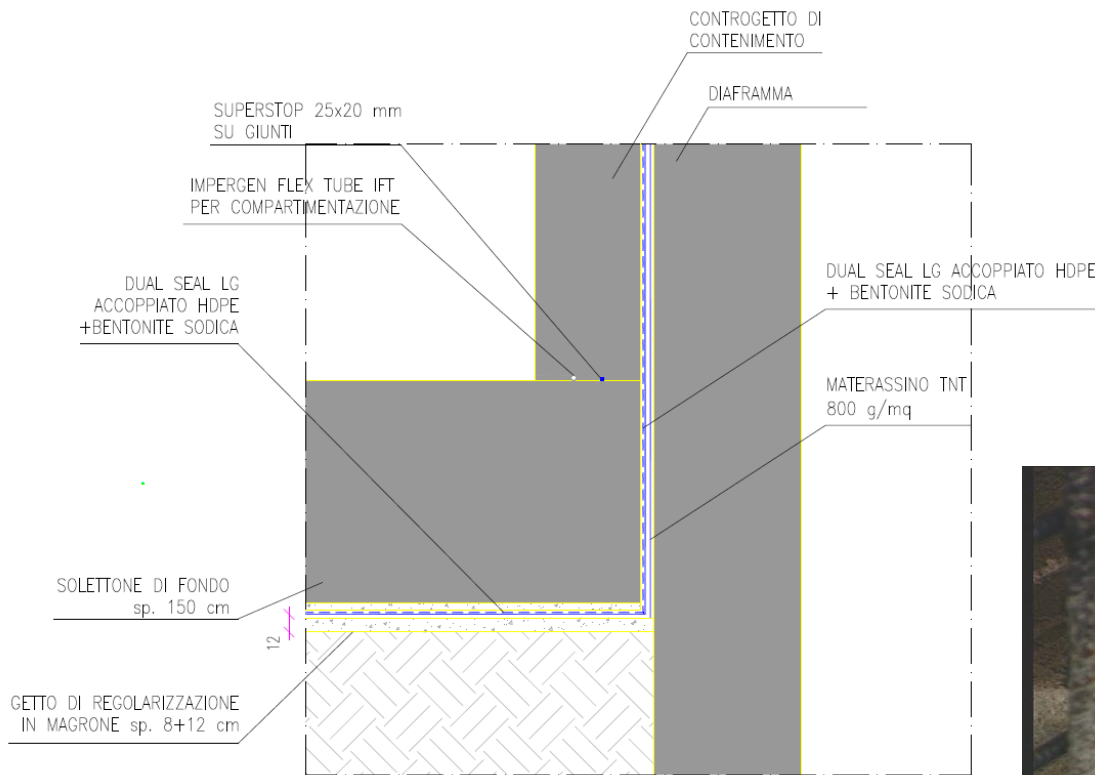 CONTROGETTO DI
CONTENIMENTO
DIAFRAMMA
SUPERSTOP 25x20 mm
SU GIUNTI
IMPERGEN FLEX TUBE IFT
PER COMPARTIMENTAZIONE
DUAL SEAL LG
ACCOPPIATO HDPE
+BENTONITE SODICA
DUAL SEAL LG ACCOPPIATO HDPE
+ BENTONITE SODICA
MATERASSINO TNT
800 g/mq
SOLETTONE DI FONDO
sp. 150 cm
12
GETTO DI REGOLARIZZAZIONE
IN MAGRONE sp. 8+12 cm